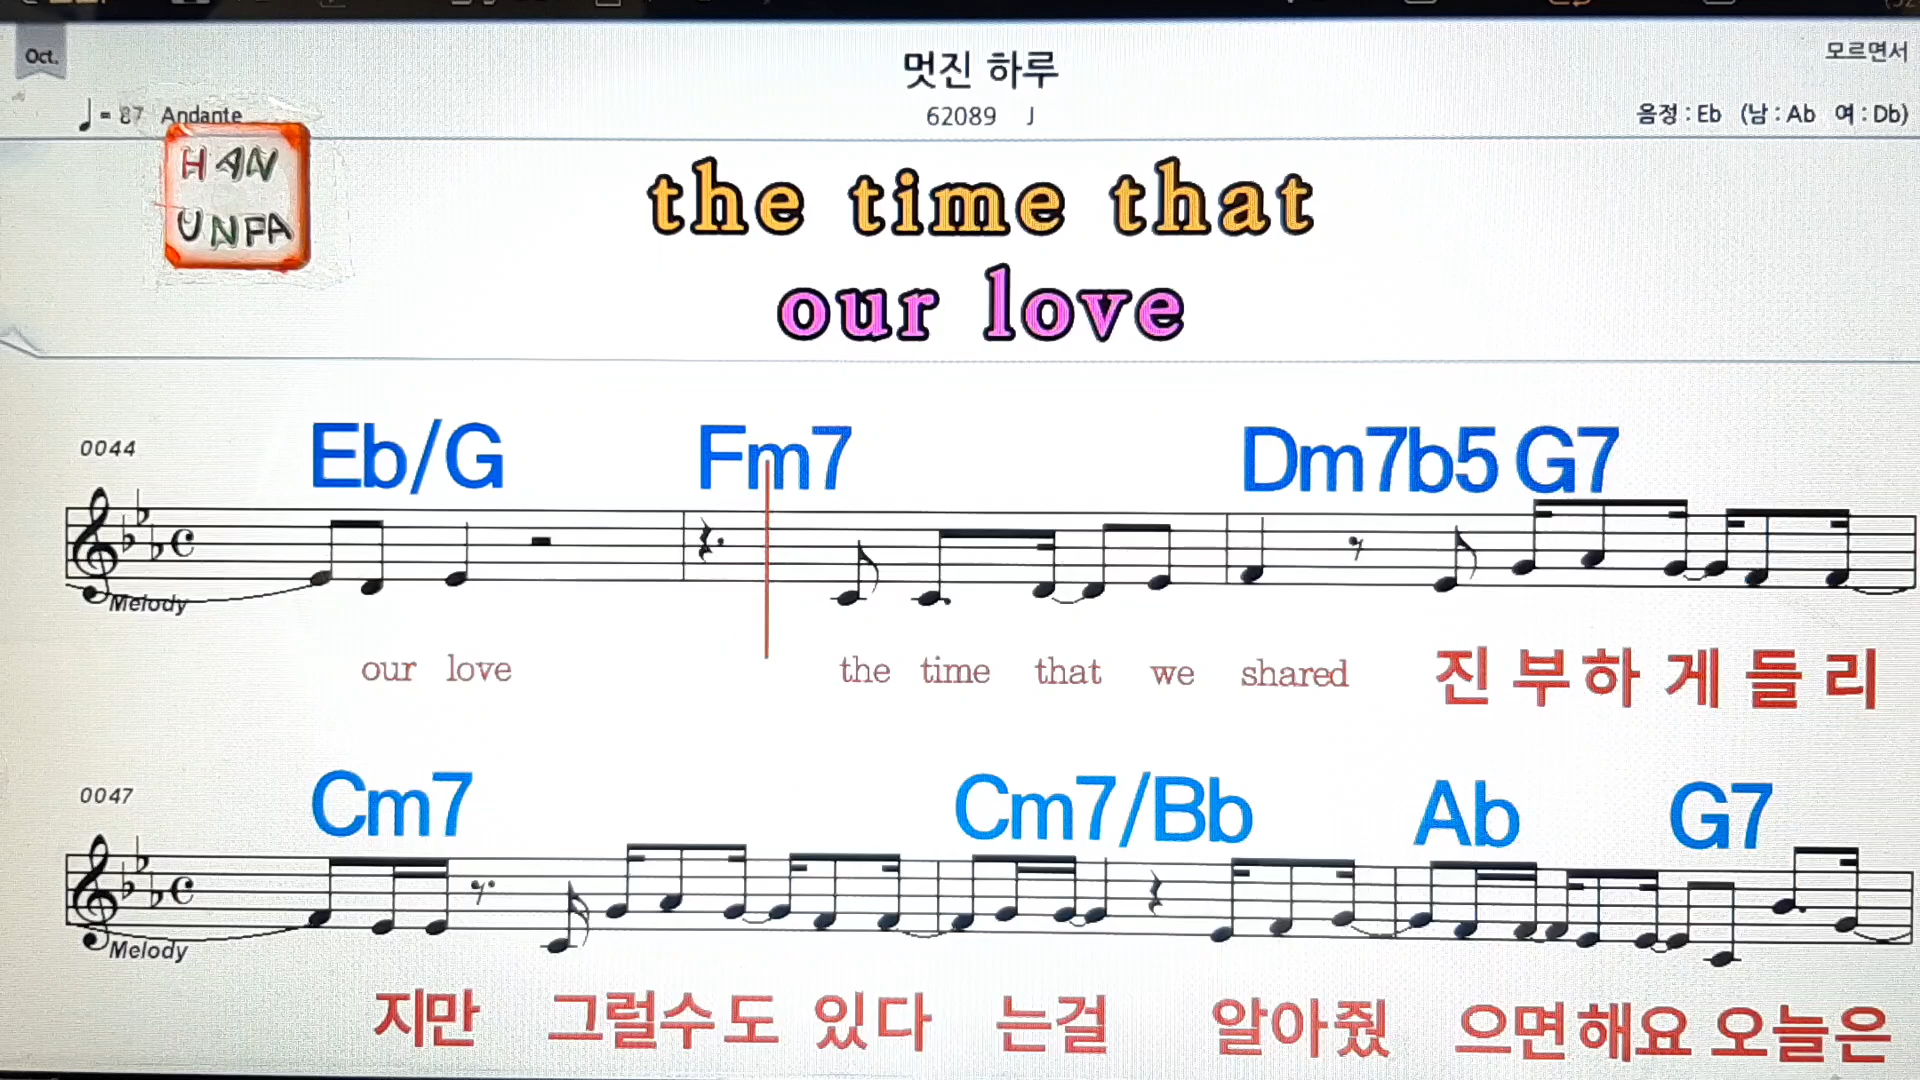 Oct.
멋진 하루
모르면서
♩= 87 Andante
62089 J
음정 : Eb (남 : Ab 여 : Db)
HAN
UNFA
the time that
our love
0044
Eb/G Fm7 Dm7b5 G7
Melody
our love the time that we shared 진 부하 게 들 리
0047
Cm7 Cm7/Bb Ab G7
Melody
지만 그럴수도 있다 는걸 알아줬 으면해요 오늘은